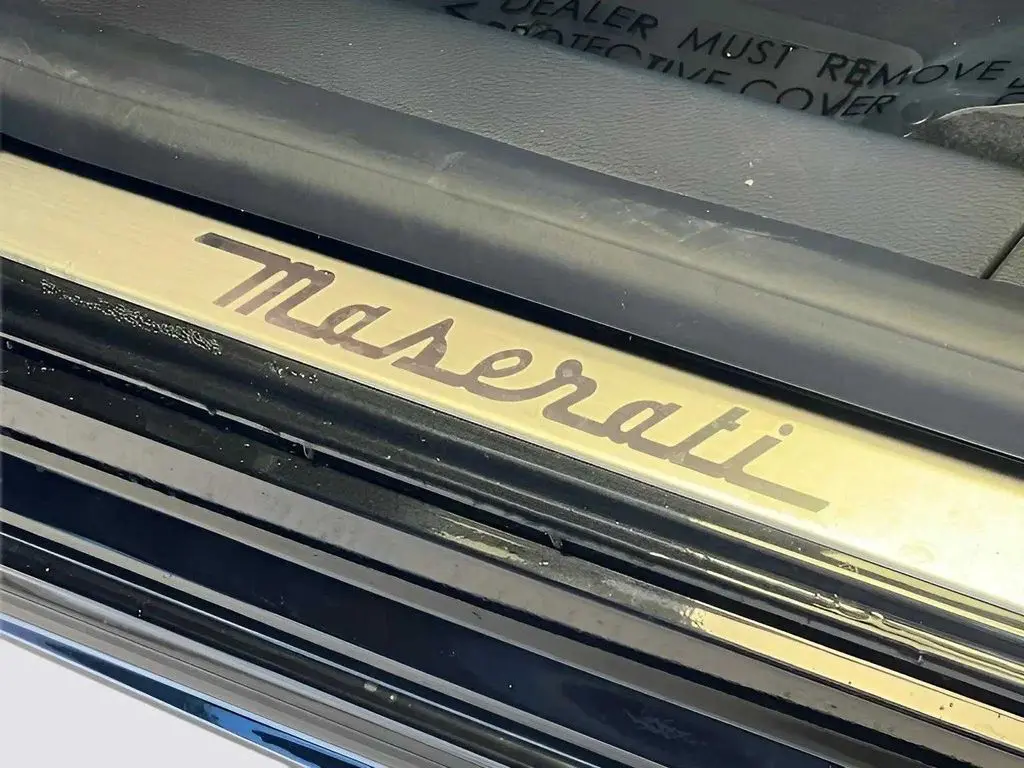 DEALER MUST REMOVE
PROTECTIVE COVER
Maserati